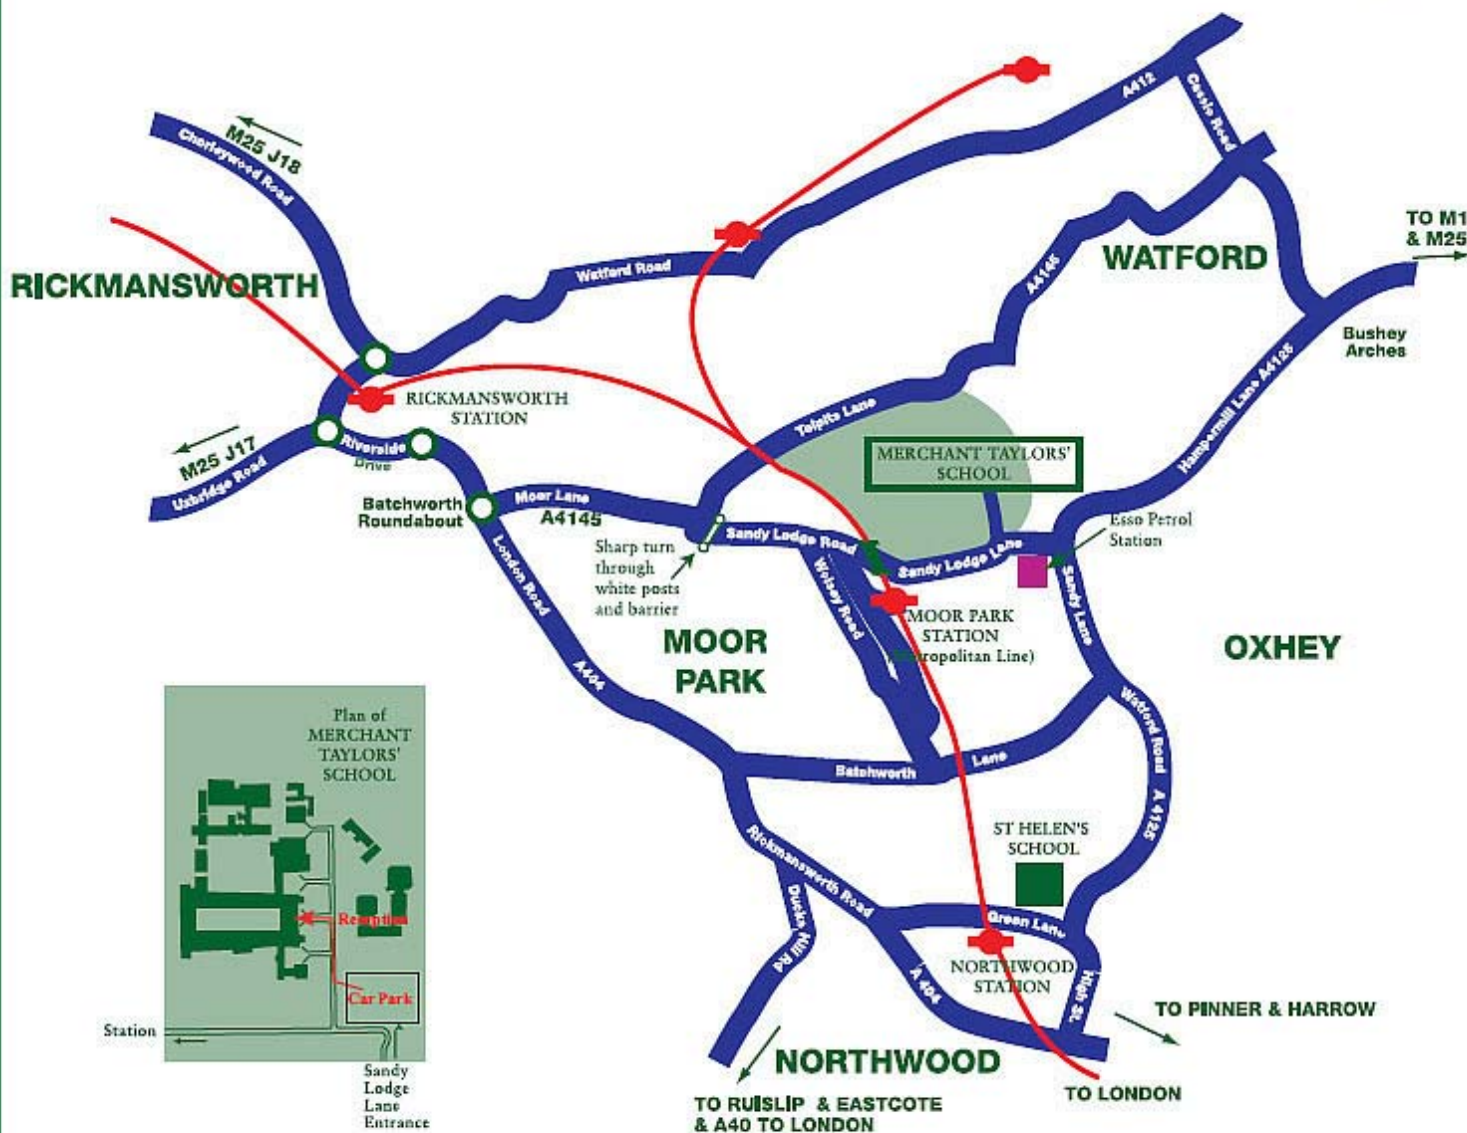 A412
Cassio Road
M25 J18
Chorleywood Road
TO M1
& M25
RICKMANSWORTH
Watford Road
WATFORD
A4145
Bushey
Arches
Hampermill Lane A4125
RICKMANSWORTH
STATION
Tolpits Lane
M25 J17
Uxbridge Road
Riverside
Drive
MERCHANT TAYLORS'
SCHOOL
Batchworth
Roundabout
Moor Lane
A4145
Esso Petrol
Station
Sandy Lodge Road
Sandy Lodge Lane
Sharp turn
through
white posts
and barrier
London Road
Wolsey Road
Sandy Lane
MOOR PARK
STATION
(Metropolitan Line)
MOOR
PARK
OXHEY
A404
Watford Road
A 4125
Batchworth
Lane
Plan of
MERCHANT
TAYLORS'
SCHOOL
Reception
Car Park
Station
Sandy
Lodge
Lane
Entrance
ST HELEN'S
SCHOOL
Rickmansworth Road
Ducks Hill Rd
Green Lane
NORTHWOOD
STATION
A 404
High St.
TO PINNER & HARROW
NORTHWOOD
TO LONDON
TO RUISLIP & EASTCOTE
& A40 TO LONDON